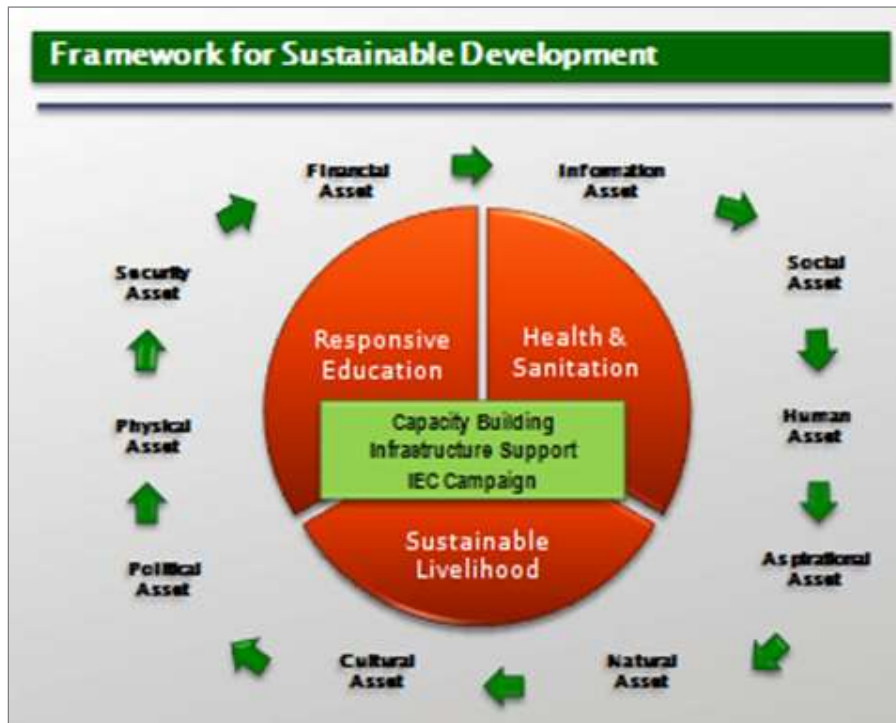 Framework for Sustainable Development
Financial
Asset
Information
Asset
Social
Asset
Human
Asset
Aspirational
Asset
Natural
Asset
Cultural
Asset
Political
Asset
Physical
Asset
Security
Asset
Responsive
Education
Health &
Sanitation
Capacity Building
Infrastructure Support
IEC Campaign
Sustainable
Livelihood